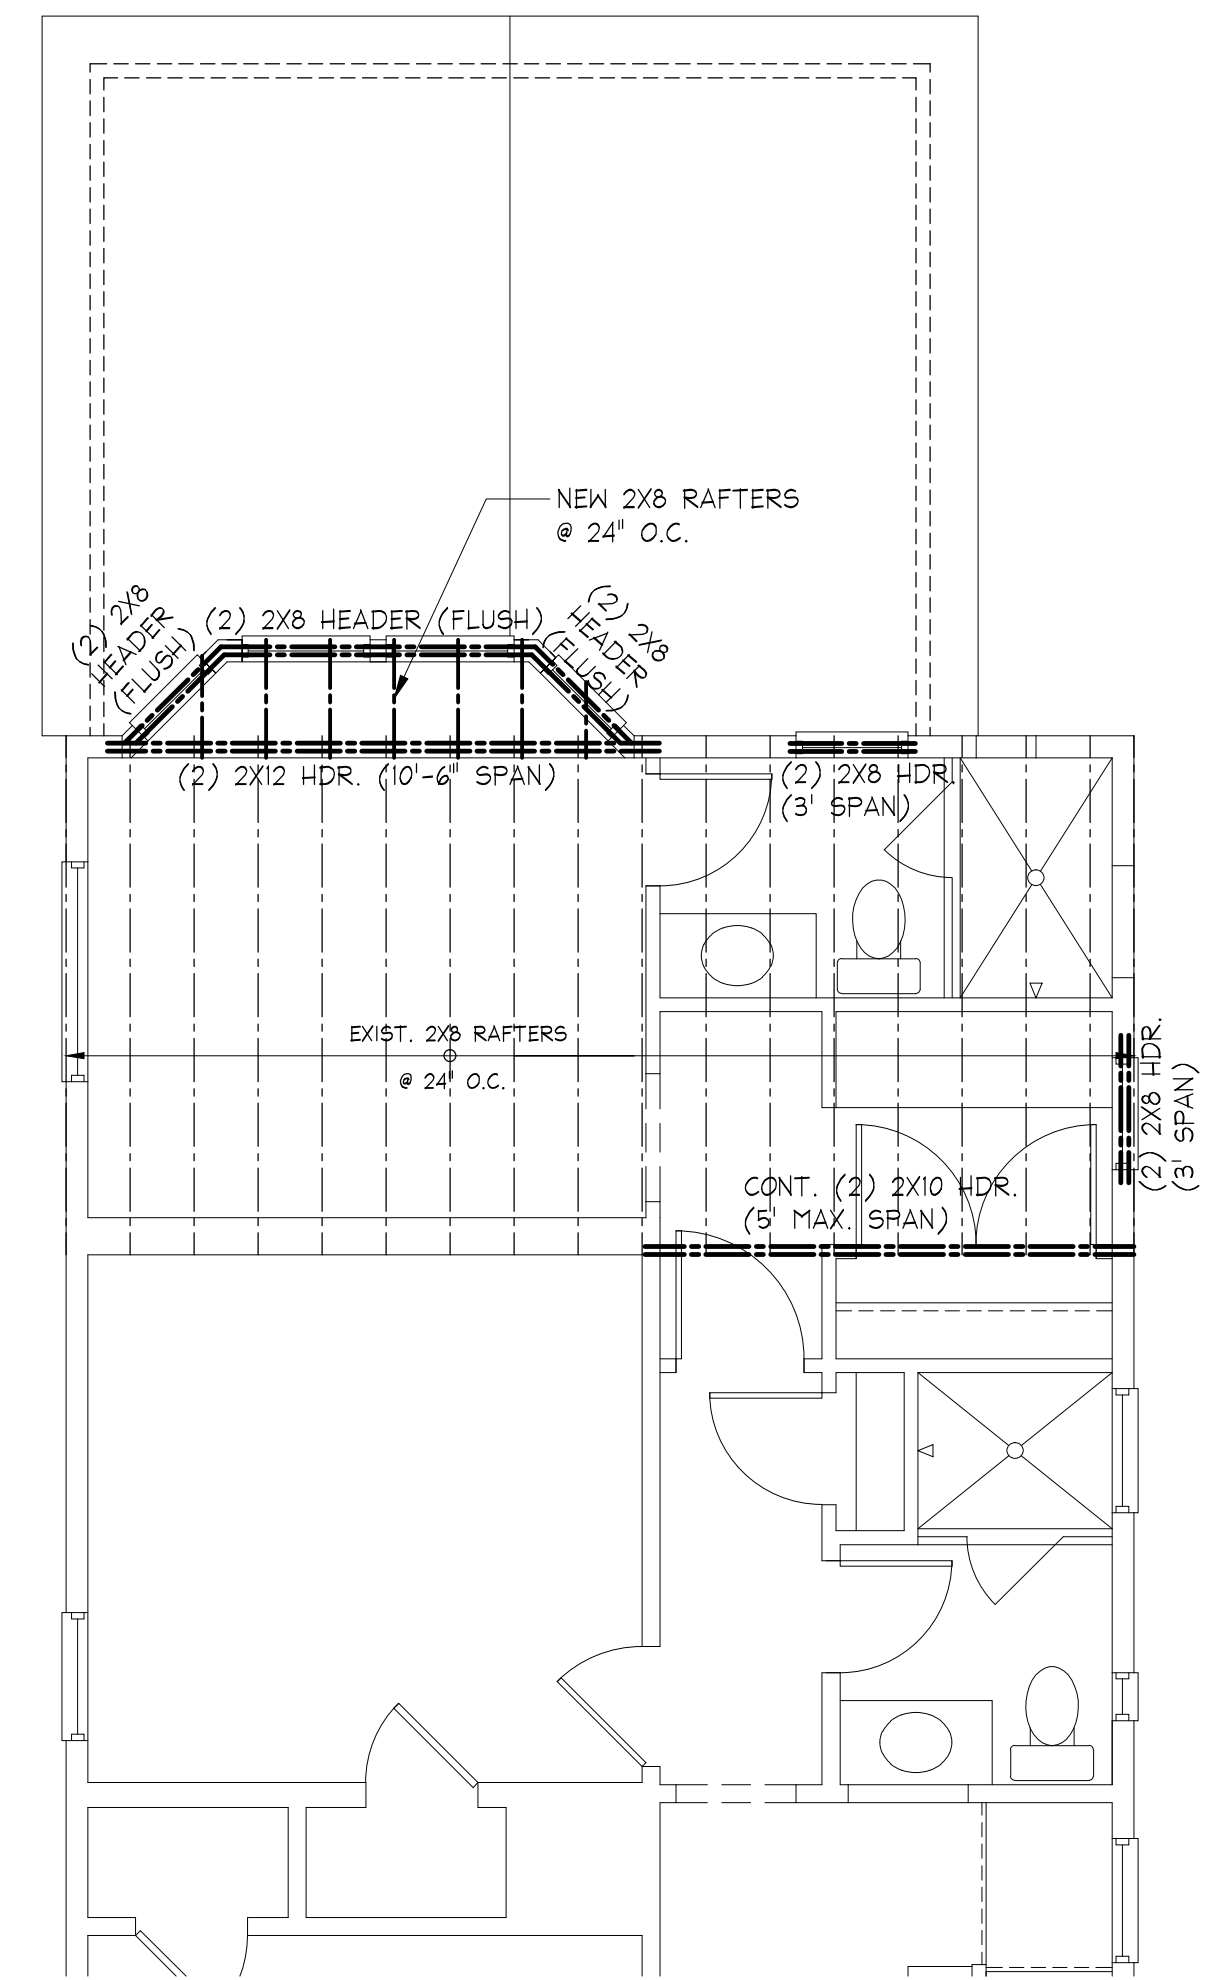 NEW 2X8 RAFTERS
@ 24" O.C.
(2) 2X8
HEADER
(FLUSH)
(2) 2X8 HEADER (FLUSH)
(2) 2X8
HEADER
(FLUSH)
(2) 2X12 HDR. (10'-6" SPAN)
(2) 2X8 HDR.
(3' SPAN)
EXIST. 2X8 RAFTERS
@ 24" O.C.
(2) 2X8 HDR.
(3' SPAN)
CONT. (2) 2X10 HDR.
(5' MAX. SPAN)